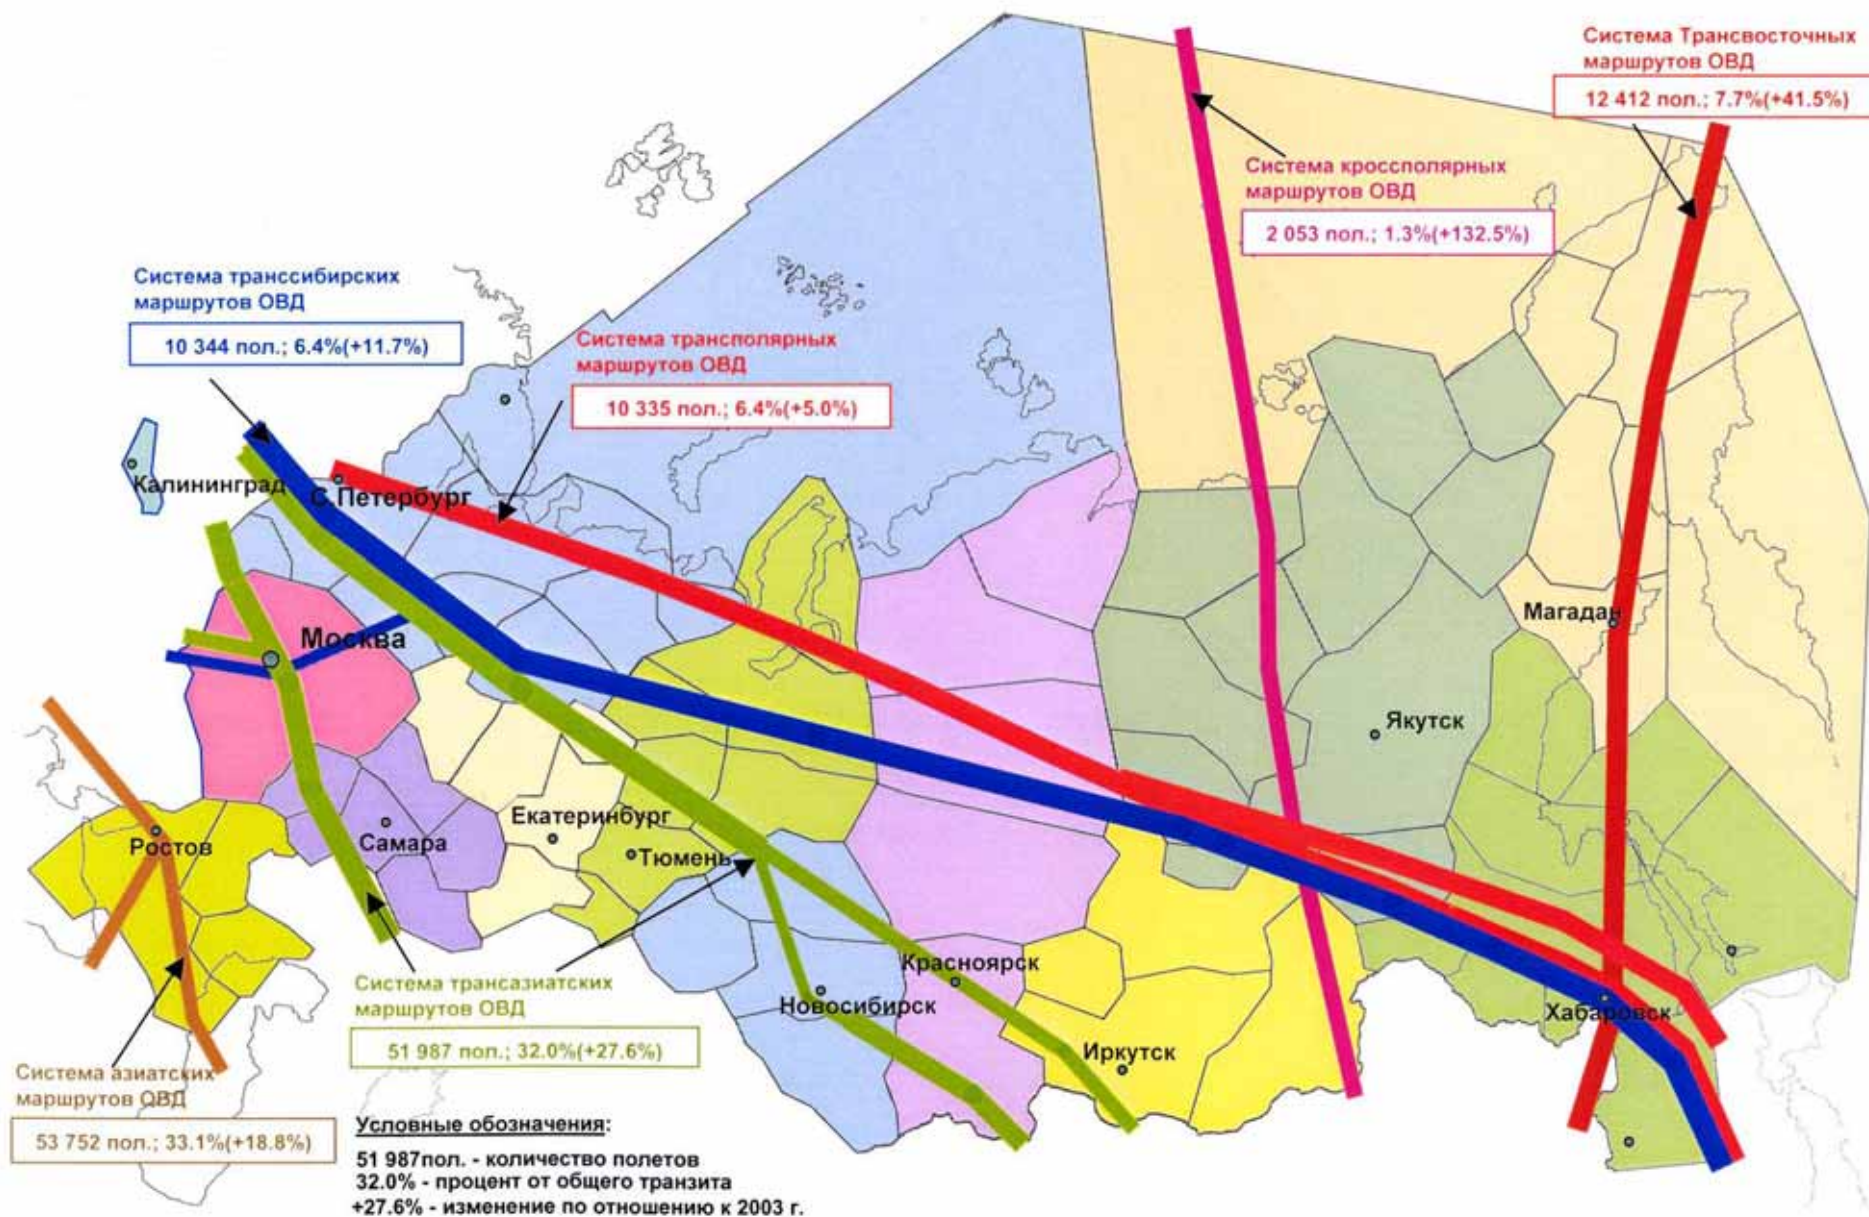 Система Трансвосточных
маршрутов ОВД
12 412 пол.; 7.7%(+41.5%)
Система кроссполярных
маршрутов ОВД
2 053 пол.; 1.3%(+132.5%)
Система транссибирских
маршрутов ОВД
10 344 пол.; 6.4%(+11.7%)
Система трансполярных
маршрутов ОВД
10 335 пол.; 6.4%(+5.0%)
Калининград
С.Петербург
Москва
Магадан
Якутск
Екатеринбург
Ростов
Самара
Тюмень
Красноярск
Новосибирск
Хабаровск
Иркутск
Система трансазиатских
маршрутов ОВД
51 987 пол.; 32.0%(+27.6%)
Система азиатских
маршрутов ОВД
53 752 пол.; 33.1%(+18.8%)
Условные обозначения:
51 987пол. - количество полетов
32.0% - процент от общего транзита
+27.6% - изменение по отношению к 2003 г.